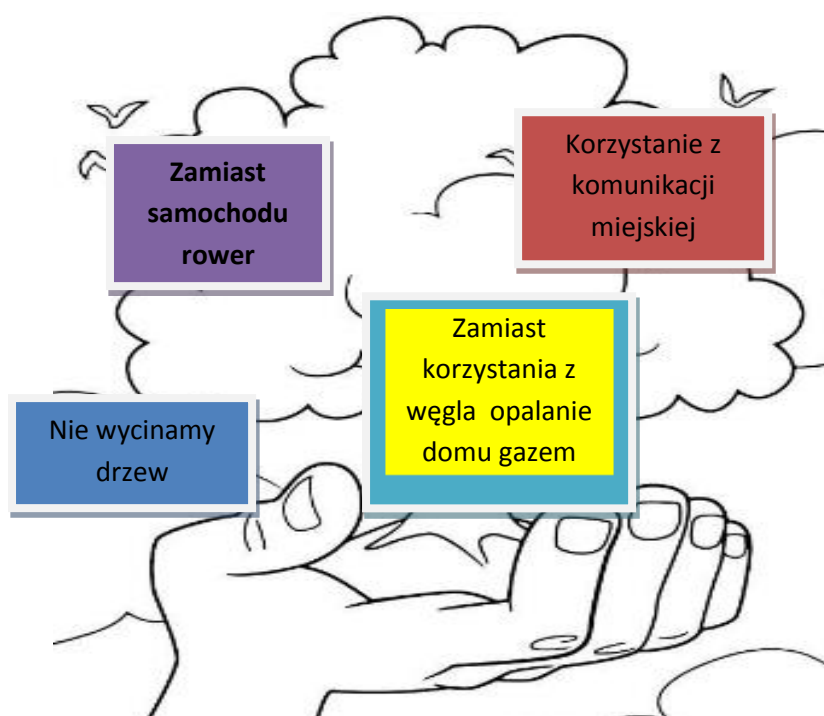 Zamiast
samochodu
rower
Korzystanie z
komunikacji
miejskiej
Zamiast
korzystania z
węgla opalanie
domu gazem
Nie wycinamy
drzew